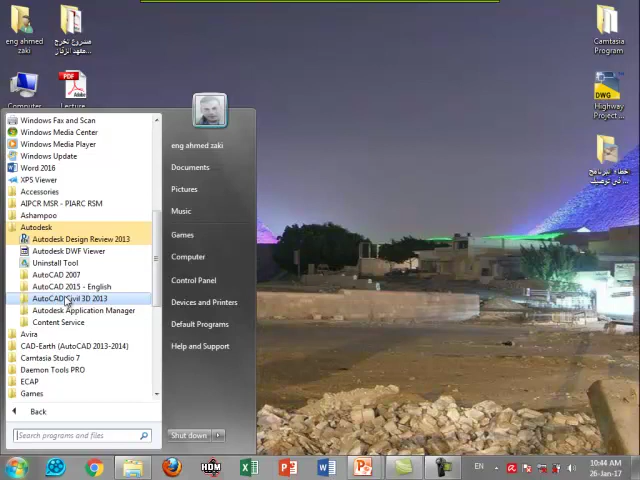 eng ahmed
zaki
مشروع تخرج
Computer
Lecture
Camtasia
Program
Highway
Project ...
Windows Fax and Scan
Windows Media Center
Windows Media Player
Windows Update
Word 2016
XPS Viewer
Accessories
AIPCR MSR - PIARC RSM
Ashampoo
Autodesk
Autodesk Design Review 2013
Autodesk DWF Viewer
Uninstall Tool
AutoCAD 2007
AutoCAD 2015 - English
AutoCAD Civil 3D 2013
Autodesk Application Manager
Content Service
Avira
CAD-Earth (AutoCAD 2013-2014)
Camtasia Studio 7
Daemon Tools PRO
ECAP
Games
Back
Search programs and files
eng ahmed zaki
Documents
Pictures
Music
Games
Computer
Control Panel
Devices and Printers
Default Programs
Help and Support
Shut down
EN
10:44 AM
26-Jan-17